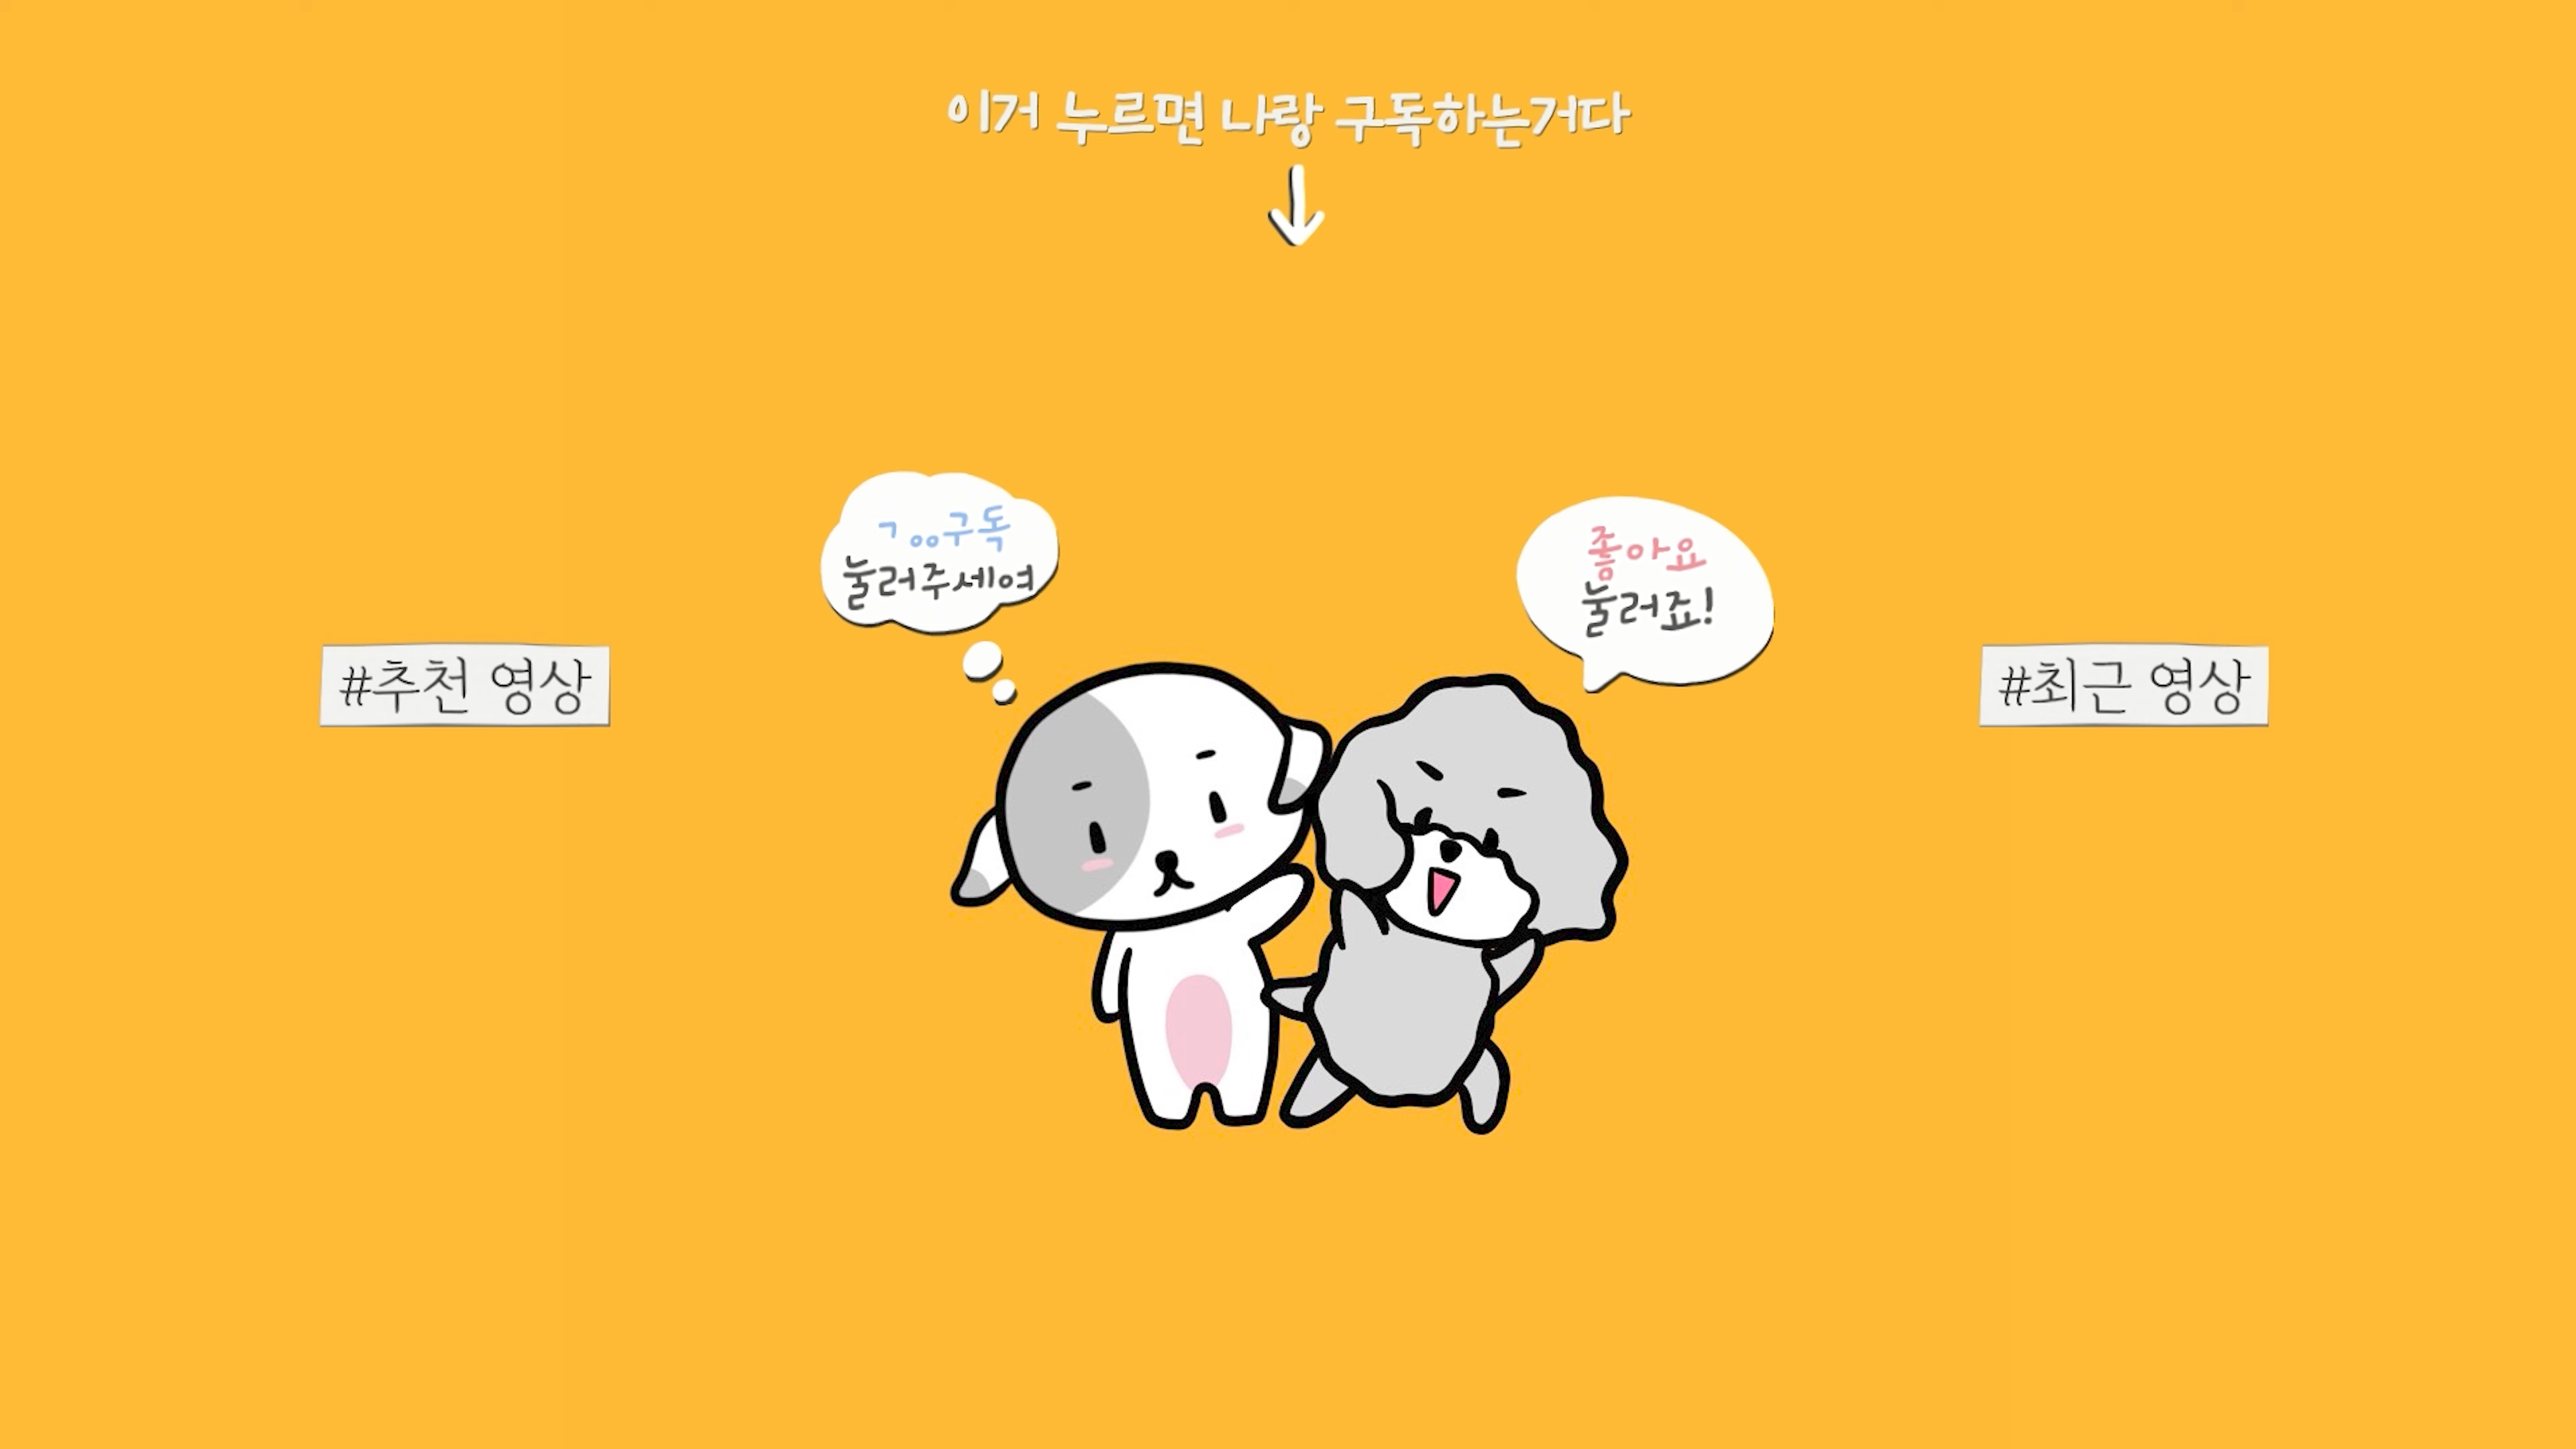 이거 누르면 나랑 구독하는거다
ㄱㅇㅇ구독
눌러주세여
좋아요
눌러죠!
#추천 영상
#최근 영상